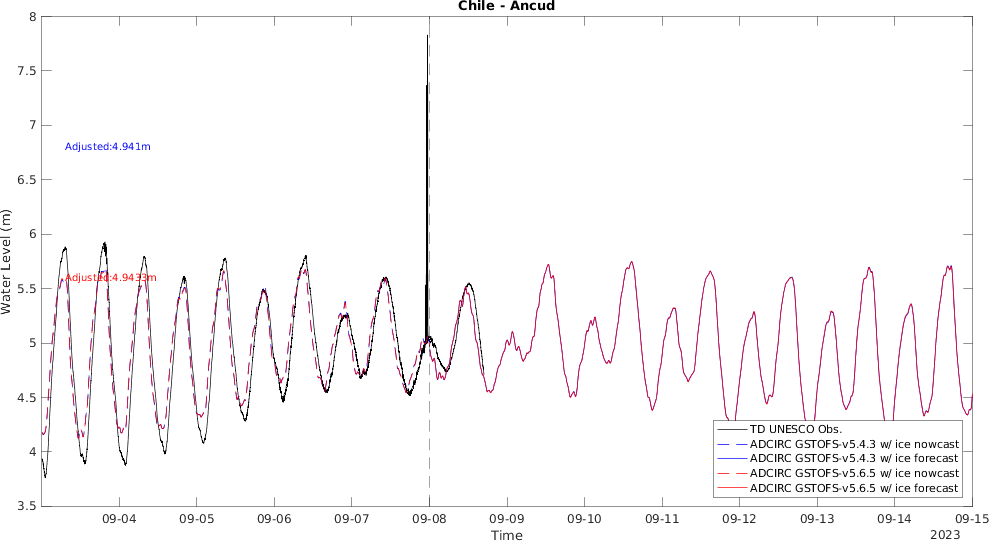 Chile - Ancud
8
7.5
7
6.5
6
5.5
5
4.5
4
3.5
Water Level (m)
Adjusted:4.941m
Adjusted:4.9433m
TD UNESCO Obs.
ADCIRC GSTOFS-v5.4.3 w/ ice nowcast
ADCIRC GSTOFS-v5.4.3 w/ ice forecast
ADCIRC GSTOFS-v5.6.5 w/ ice nowcast
ADCIRC GSTOFS-v5.6.5 w/ ice forecast
09-04 09-05 09-06 09-07 09-08 09-09 09-10 09-11 09-12 09-13 09-14 09-15
Time
2023